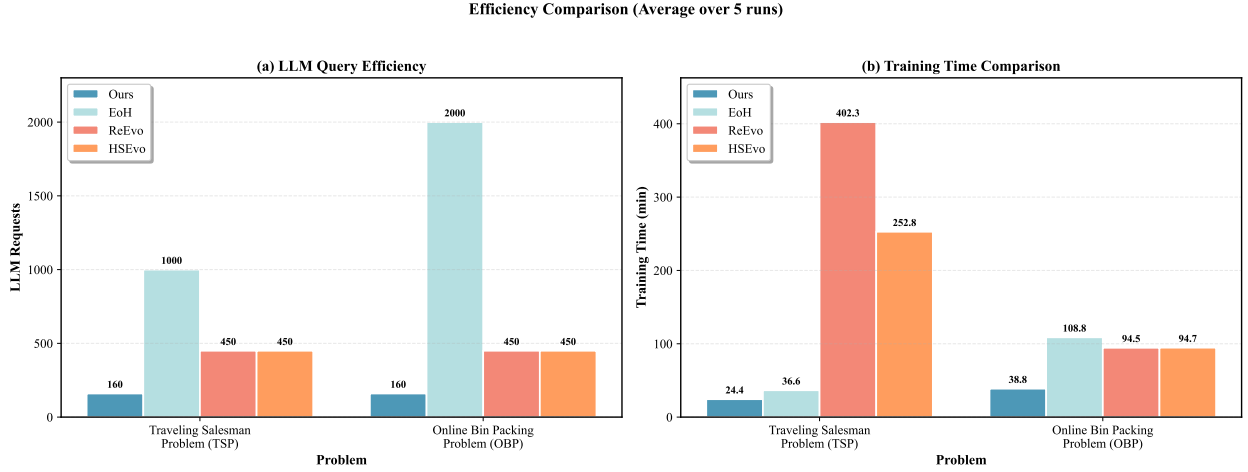 Efficiency Comparison (Average over 5 runs)
(a) LLM Query Efficiency
LLM Requests
2000
1500
1000
500
0
Ours
EoH
ReEvo
HSEvo
160
1000
450
450
160
2000
450
450
Traveling Salesman
Problem (TSP)
Online Bin Packing
Problem (OBP)
Problem
(b) Training Time Comparison
Training Time (min)
400
300
200
100
0
Ours
EoH
ReEvo
HSEvo
24.4
36.6
402.3
252.8
38.8
108.8
94.5
94.7
Traveling Salesman
Problem (TSP)
Online Bin Packing
Problem (OBP)
Problem